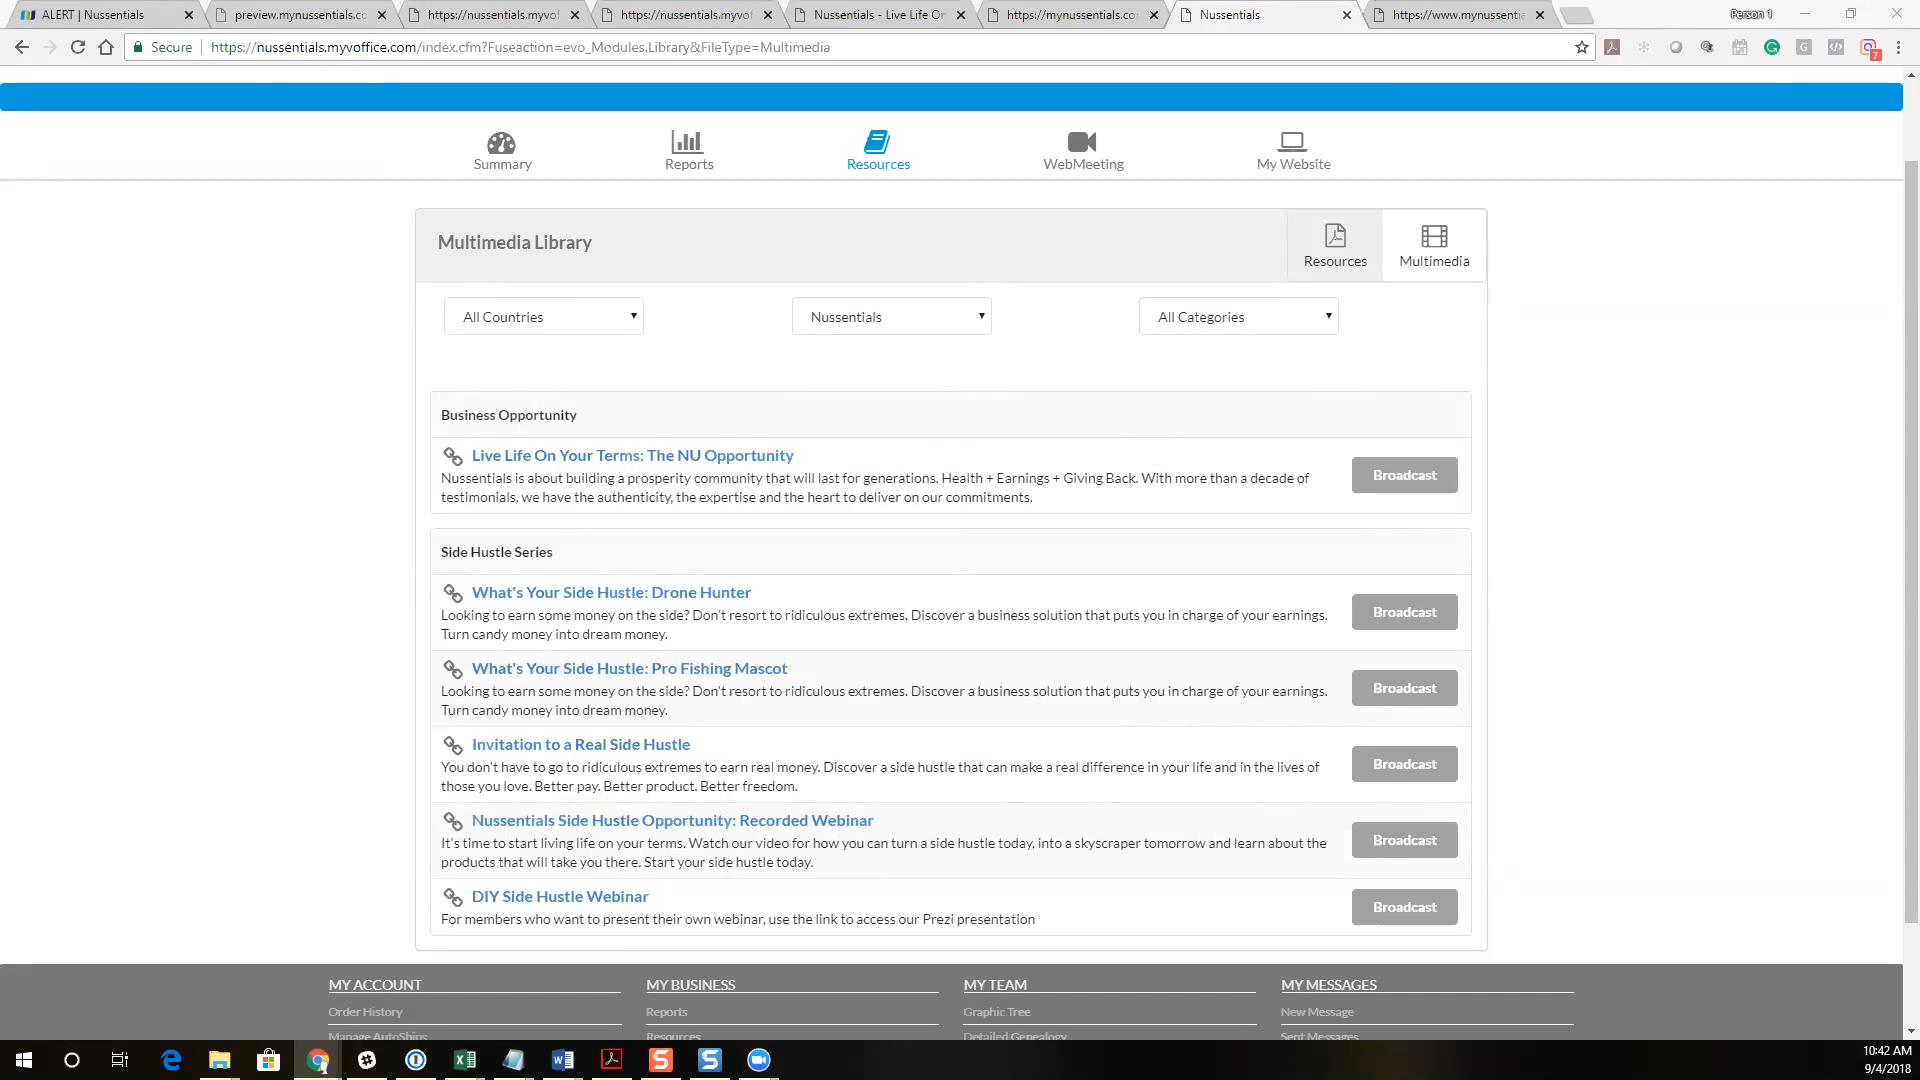 ALERT | Nussentials
preview.mynussentials.co
https://nussentials.myvof
https://nussentials.myvof
Nussentials - Live Life On
https://mynussentials.co
Nussentials
https://www.mynussentia
Person 1
Secure
https://nussentials.myvoffice.com/index.cfm?Fuseaction=evo_Modules.Library&FileType=Multimedia
7
Summary
Reports
Resources
WebMeeting
My Website
Multimedia Library
Resources
Multimedia
All Countries
Nussentials
All Categories
Business Opportunity
Live Life On Your Terms: The NU Opportunity
Nussentials is about building a prosperity community that will last for generations. Health + Earnings + Giving Back. With more than a decade of
testimonials, we have the authenticity, the expertise and the heart to deliver on our commitments.
Broadcast
Side Hustle Series
What's Your Side Hustle: Drone Hunter
Looking to earn some money on the side? Don't resort to ridiculous extremes. Discover a business solution that puts you in charge of your earnings.
Turn candy money into dream money.
Broadcast
What's Your Side Hustle: Pro Fishing Mascot
Looking to earn some money on the side? Don't resort to ridiculous extremes. Discover a business solution that puts you in charge of your earnings.
Turn candy money into dream money.
Broadcast
Invitation to a Real Side Hustle
You don't have to go to ridiculous extremes to earn real money. Discover a side hustle that can make a real difference in your life and in the lives of
those you love. Better pay. Better product. Better freedom.
Broadcast
Nussentials Side Hustle Opportunity: Recorded Webinar
It's time to start living life on your terms. Watch our video for how you can turn a side hustle today, into a skyscraper tomorrow and learn about the
products that will take you there. Start your side hustle today.
Broadcast
DIY Side Hustle Webinar
For members who want to present their own webinar, use the link to access our Prezi presentation
Broadcast
MY ACCOUNT
MY BUSINESS
MY TEAM
MY MESSAGES
Order History
Reports
Graphic Tree
New Message
Manage AutoShips
Resources
Detailed Genealogy
Sent Messages
10:42 AM
9/4/2018